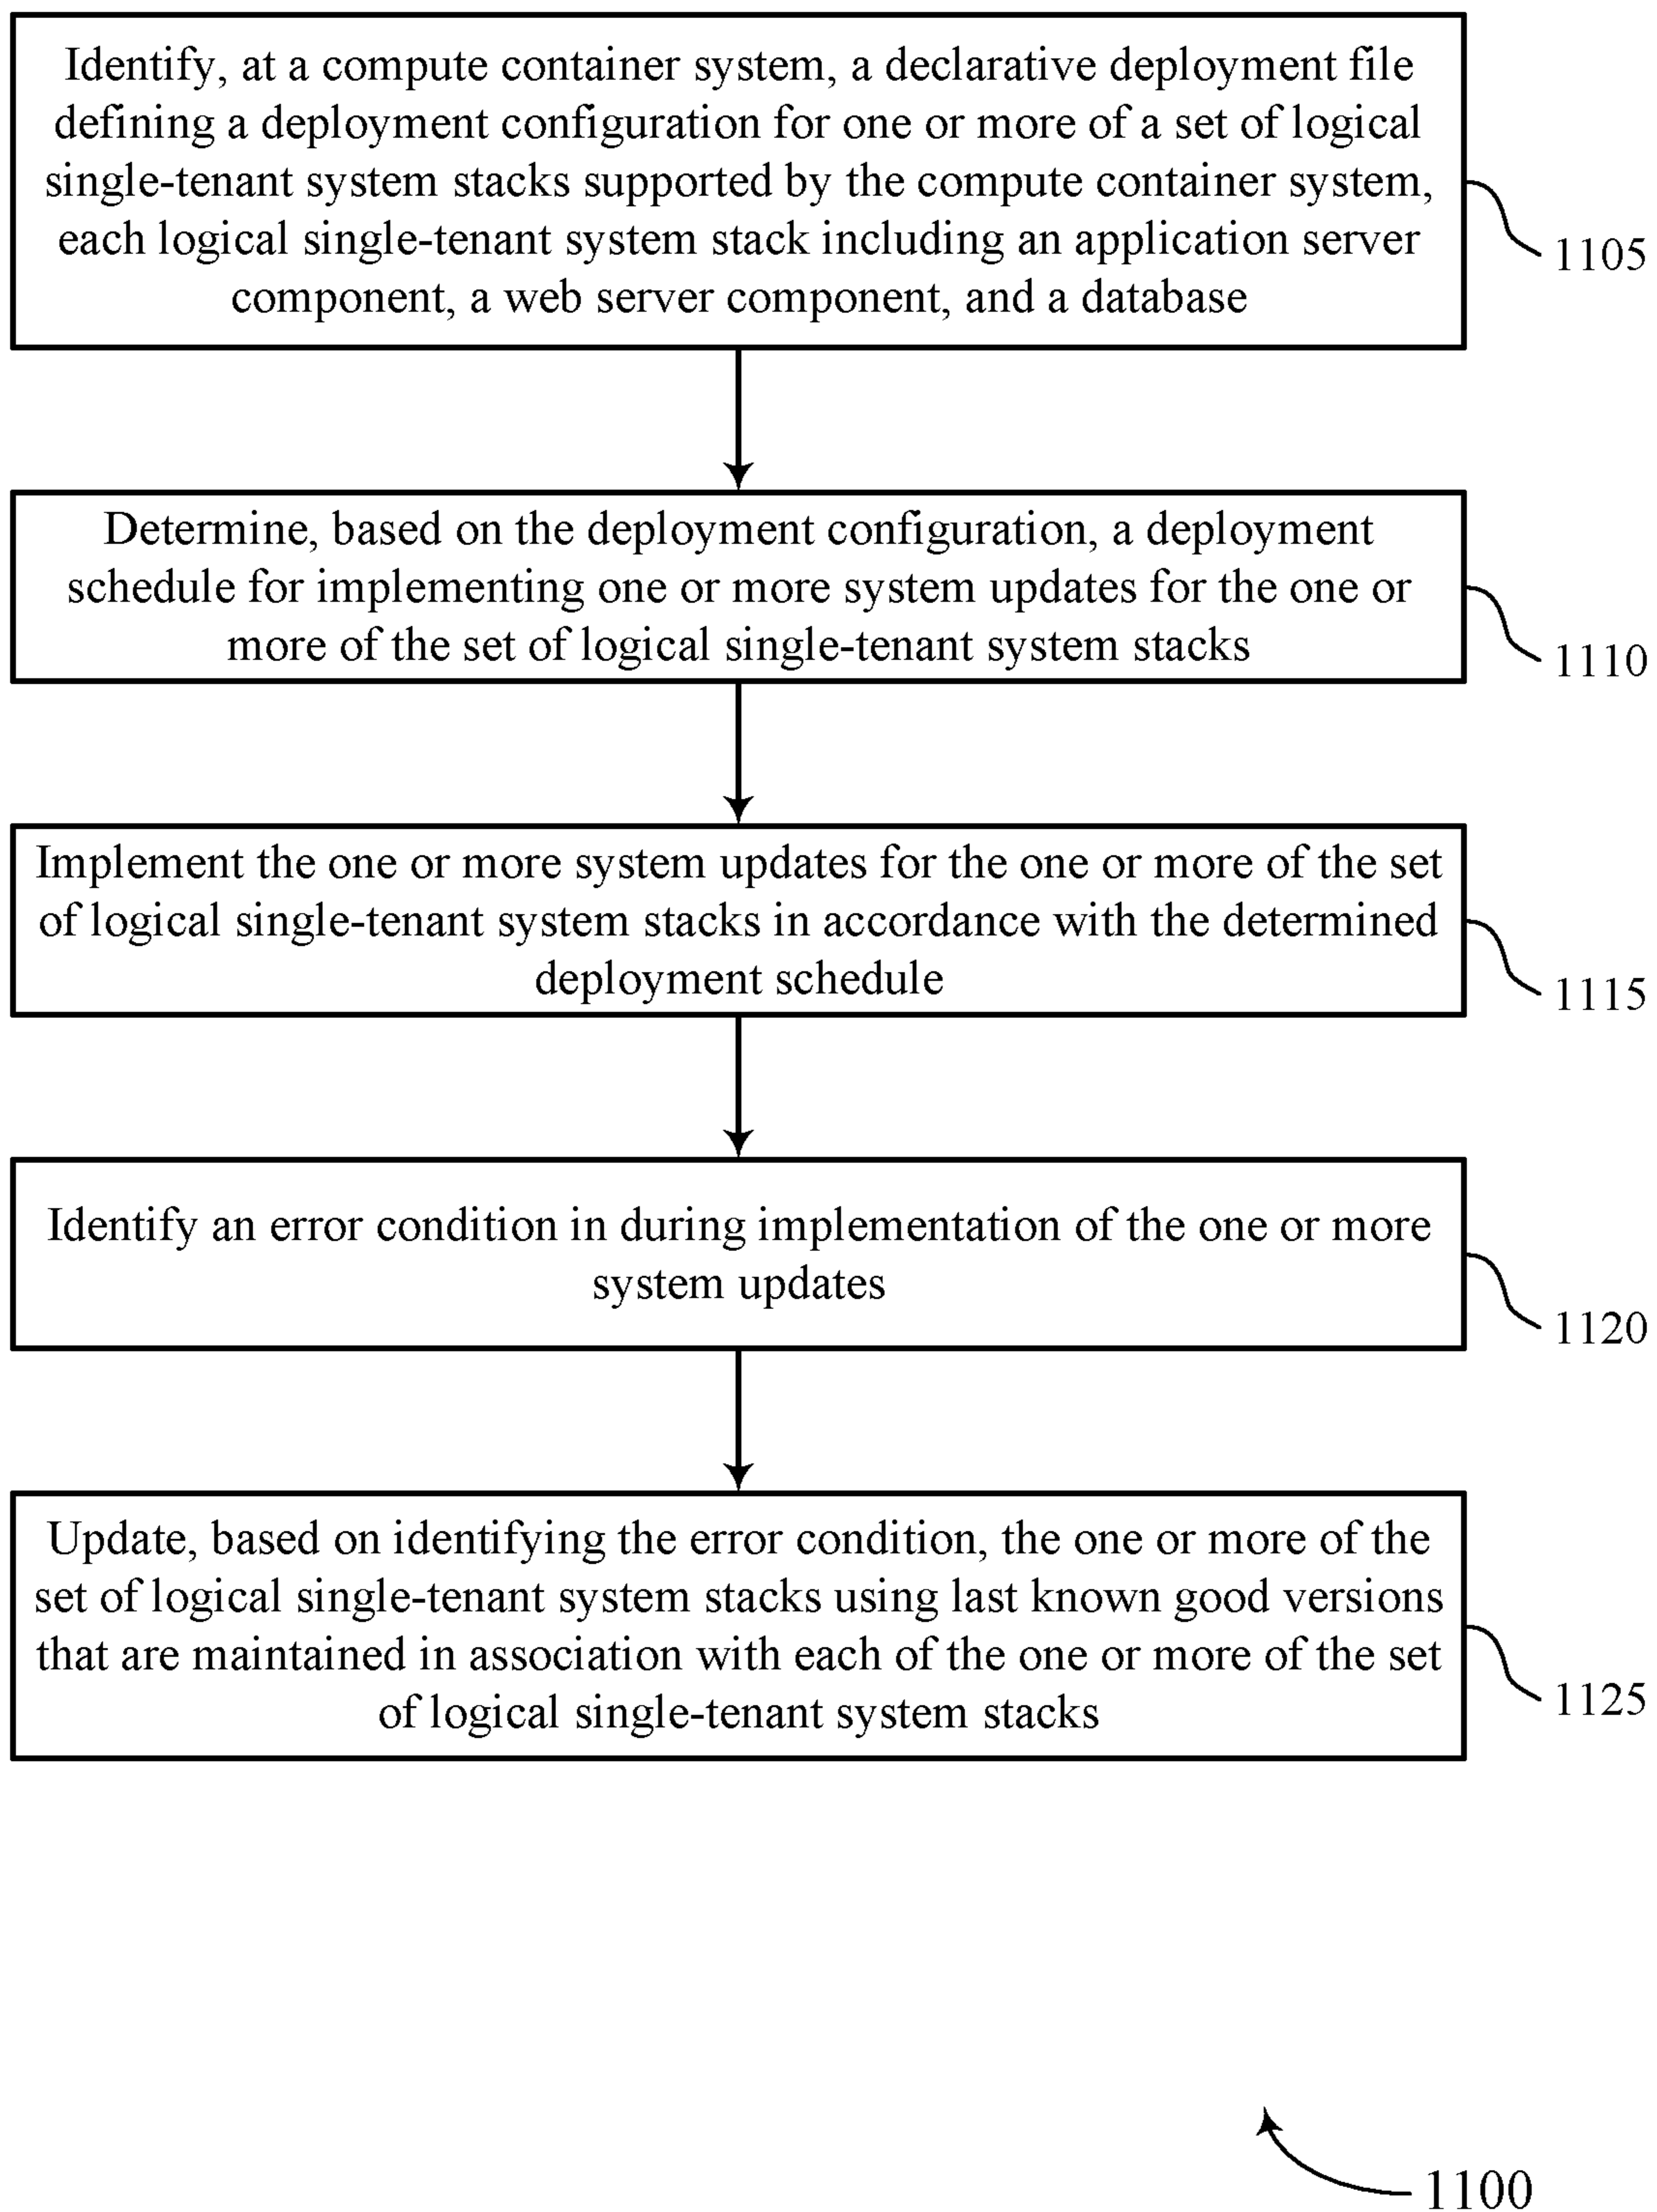 Identify, at a compute container system, a declarative deployment file
defining a deployment configuration for one or more of a set of logical
single-tenant system stacks supported by the compute container system,
each logical single-tenant system stack including an application server
component, a web server component, and a database
1105
Determine, based on the deployment configuration, a deployment
schedule for implementing one or more system updates for the one or
more of the set of logical single-tenant system stacks
1110
Implement the one or more system updates for the one or more of the set
of logical single-tenant system stacks in accordance with the determined
deployment schedule
1115
Identify an error condition in during implementation of the one or more
system updates
1120
Update, based on identifying the error condition, the one or more of the
set of logical single-tenant system stacks using last known good versions
that are maintained in association with each of the one or more of the set
of logical single-tenant system stacks
1125
1100